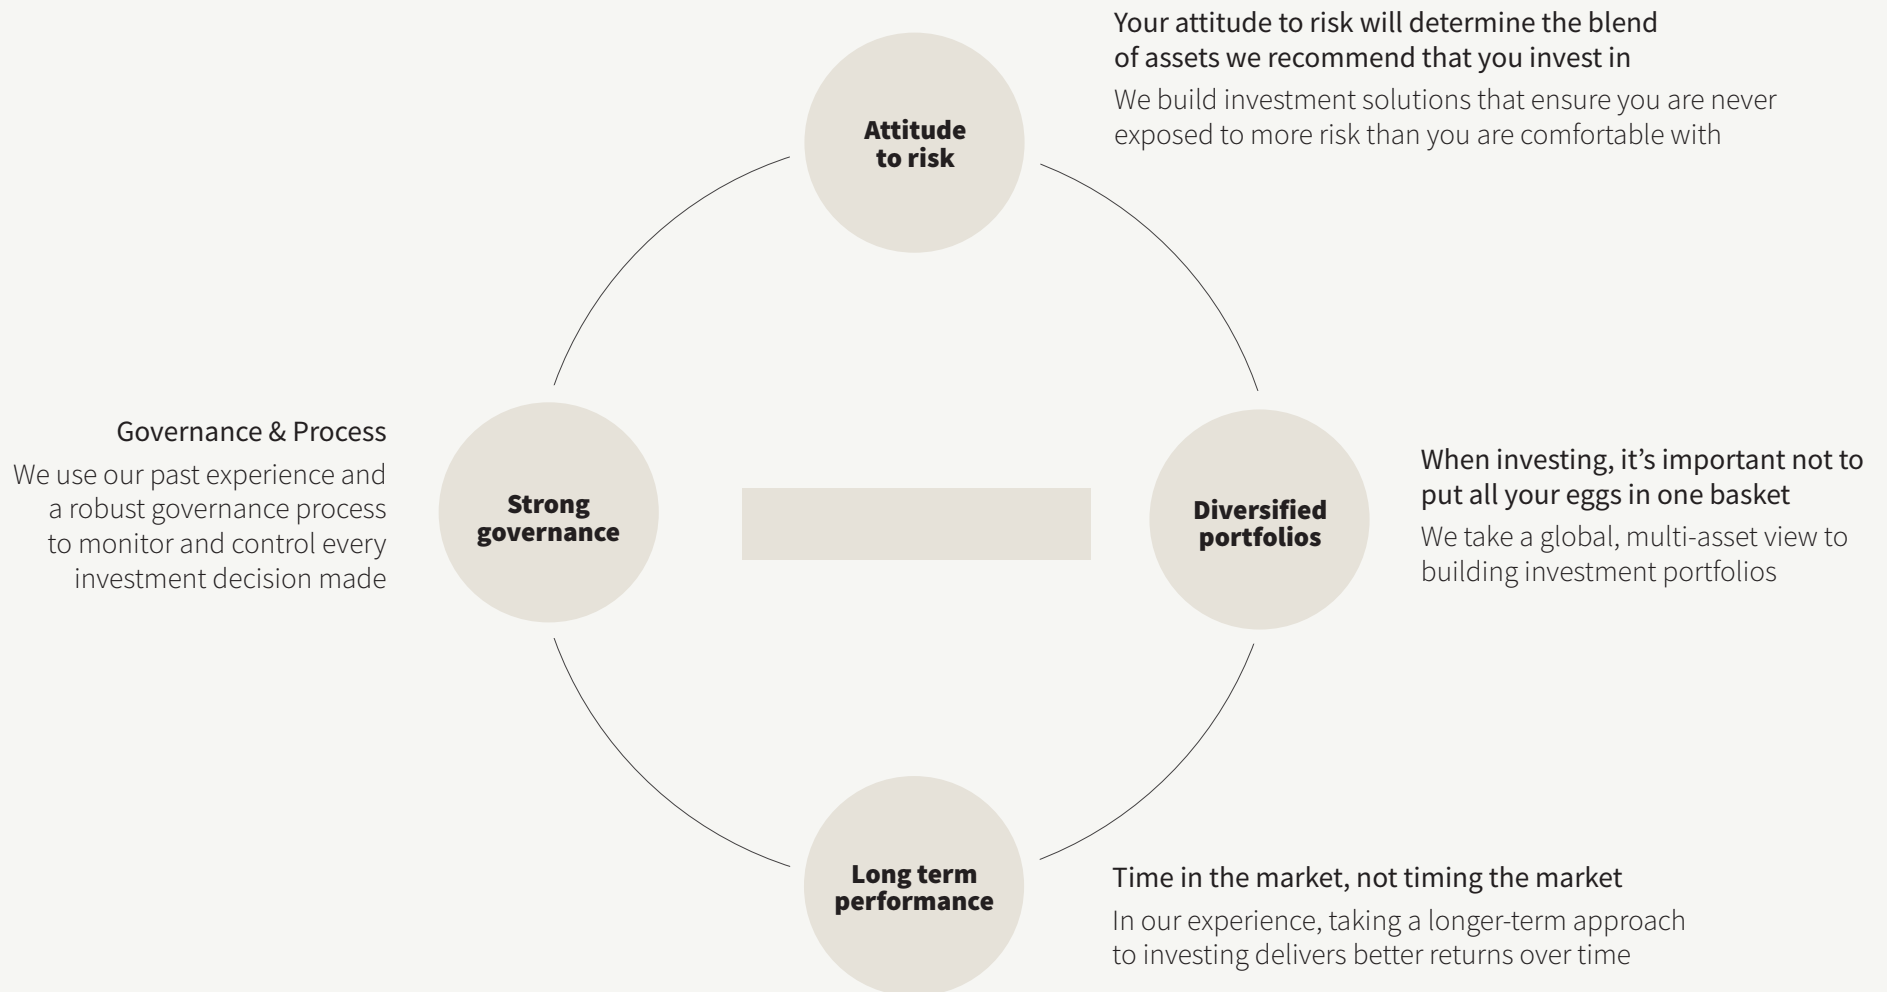 Your attitude to risk will determine the blend
of assets we recommend that you invest in
We build investment solutions that ensure you are never
exposed to more risk than you are comfortable with
Attitude
to risk
Governance & Process
We use our past experience and
a robust governance process
to monitor and control every
investment decision made
Strong
governance
Diversified
portfolios
When investing, it’s important not to
put all your eggs in one basket
We take a global, multi-asset view to
building investment portfolios
Long term
performance
Time in the market, not timing the market
In our experience, taking a longer-term approach
to investing delivers better returns over time